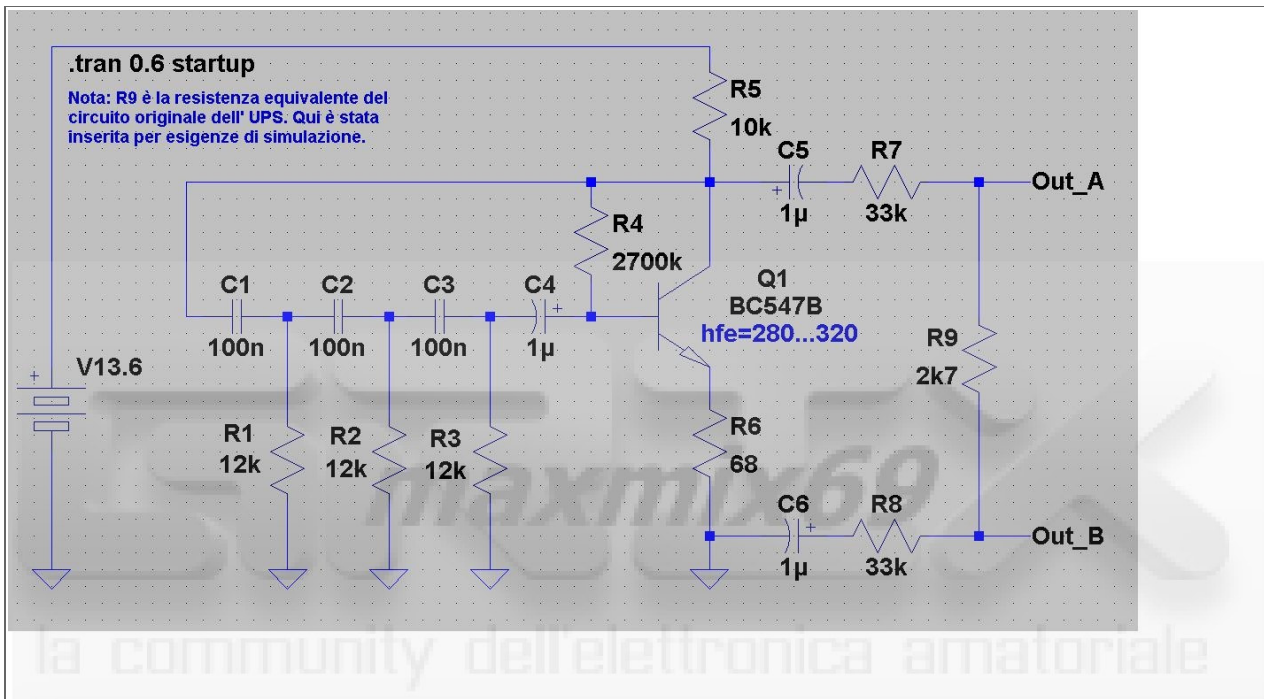 .tran 0.6 startup
Nota: R9 è la resistenza equivalente del
circuito originale dell' UPS. Qui è stata
inserita per esigenze di simulazione.
R5
10k
C5
+
1µ
R7
33k
Out_A
R4
2700k
C1
100n
C2
100n
C3
100n
C4
+
1µ
Q1
BC547B
hfe=280...320
V13.6
+
R9
2k7
R1
12k
R2
12k
R3
12k
R6
68
C6
+
1µ
R8
33k
Out_B
maxmix69
la community dell'elettronica amatoriale